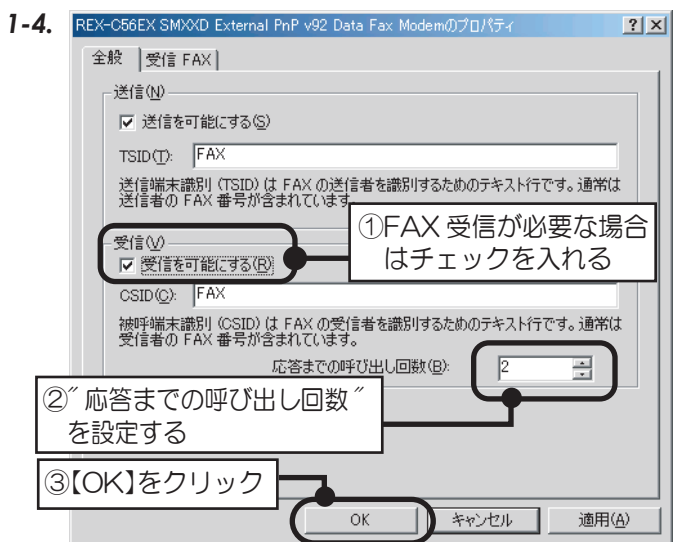 1-4.
REX-C56EX SMXXD External PnP v92 Data Fax Modemのプロパティ
全般
受信 FAX
送信(N)
送信を可能にする(S)
TSID(T): FAX
送信端末識別 (TSID) は FAX の送信者を識別するためのテキスト行です。通常は
送信者の FAX 番号が含まれています。
①FAX 受信が必要な場合
はチェックを入れる
受信(V)
受信を可能にする(R)
CSID(C): FAX
被呼端末識別 (CSID) は FAX の受信者を識別するためのテキスト行です。通常は
受信者の FAX 番号が含まれています。
応答までの呼び出し回数(B): 2
②″応答までの呼び出し回数″
を設定する
③【OK】をクリック
OK
キャンセル
適用(A)